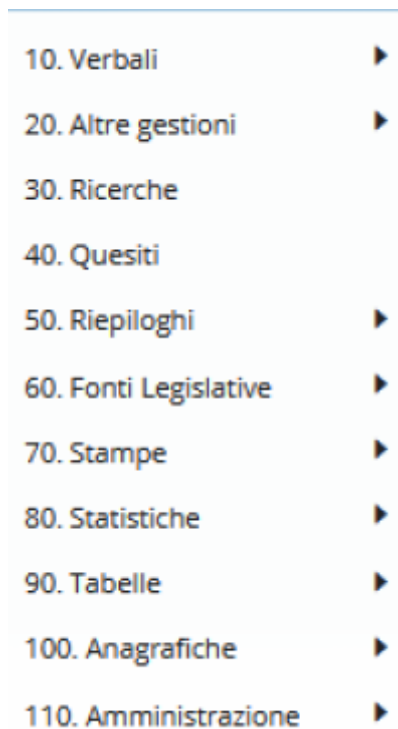 10. Verbali
20. Altre gestioni
30. Ricerche
40. Quesiti
50. Riepiloghi
60. Fonti Legislative
70. Stampe
80. Statistiche
90. Tabelle
100. Anagrafiche
110. Amministrazione